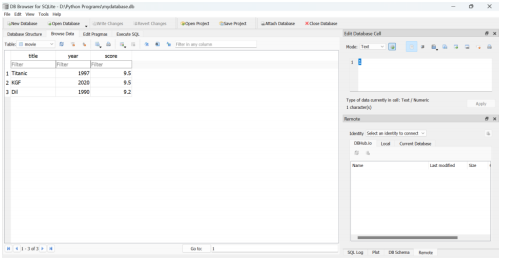 DB Browser for SQLite - D:\Python Programs\mydatabase.db
File Edit View Tools Help
New Database Open Database Write Changes Revert Changes Open Project Save Project Attach Database Close Database
Database Structure Browse Data Edit Pragmas Execute SQL
Table: movie Filter in any column
title year score
Filter Filter Filter
1 Titanic 1997 9.5
2 KGF 2020 9.5
3 Dil 1990 9.2
1 - 3 of 3
Go to: 1
Edit Database Cell
Mode: Text
1
Type of data currently in cell: Text / Numeric
1 character(s)
Apply
Remote
Identity Select an identity to connect
DBHub.io Local Current Database
Name Last modified Size
SQL Log Plot DB Schema Remote